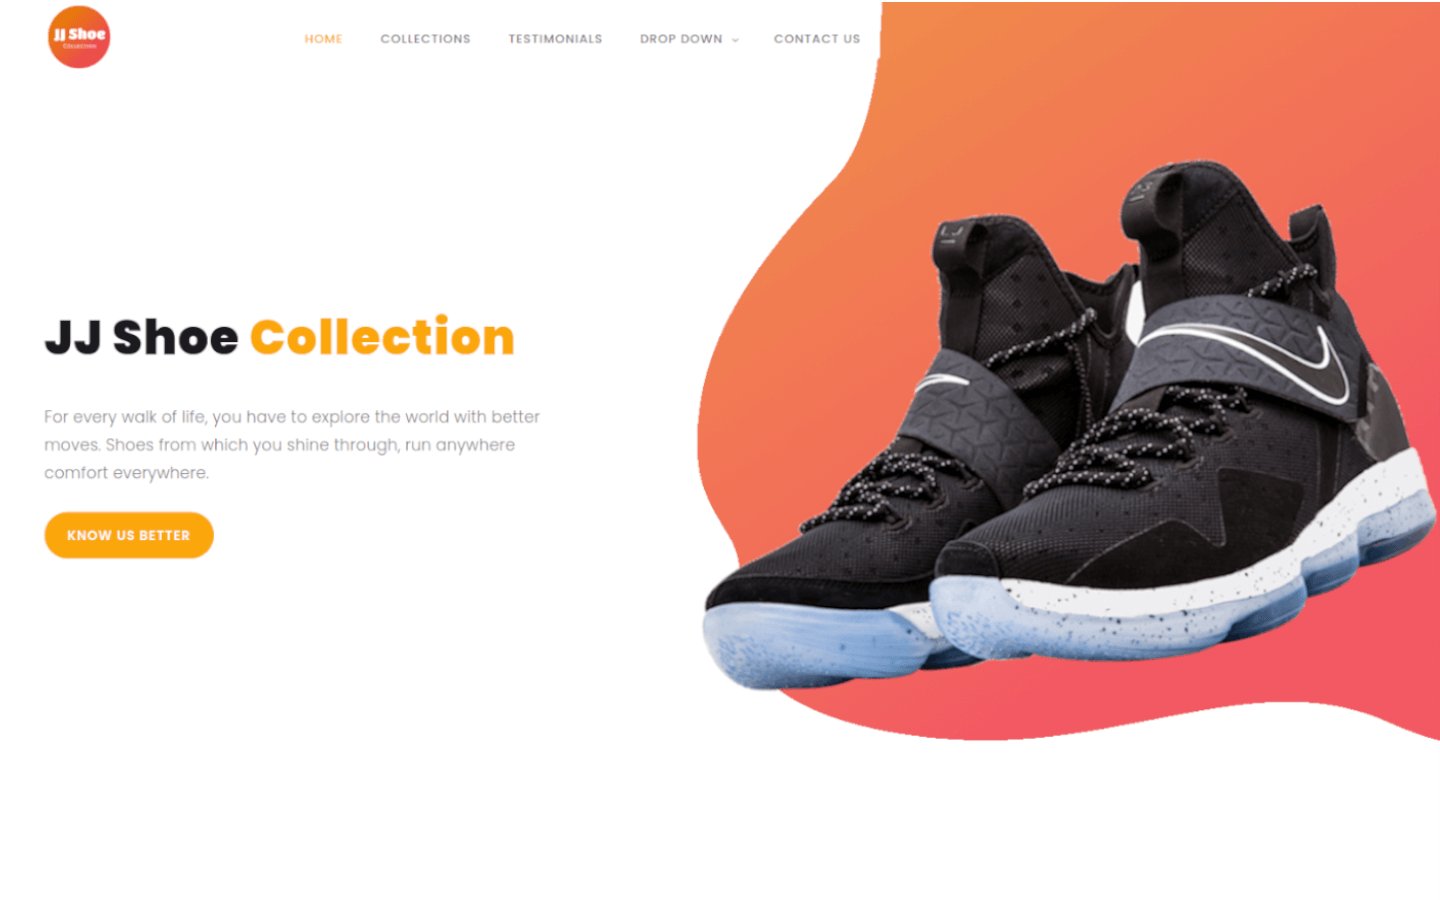 JJ Shoe
Collection
HOME COLLECTIONS TESTIMONIALS DROP DOWN CONTACT US
JJ Shoe Collection
For every walk of life, you have to explore the world with better
moves. Shoes from which you shine through, run anywhere
comfort everywhere.
KNOW US BETTER